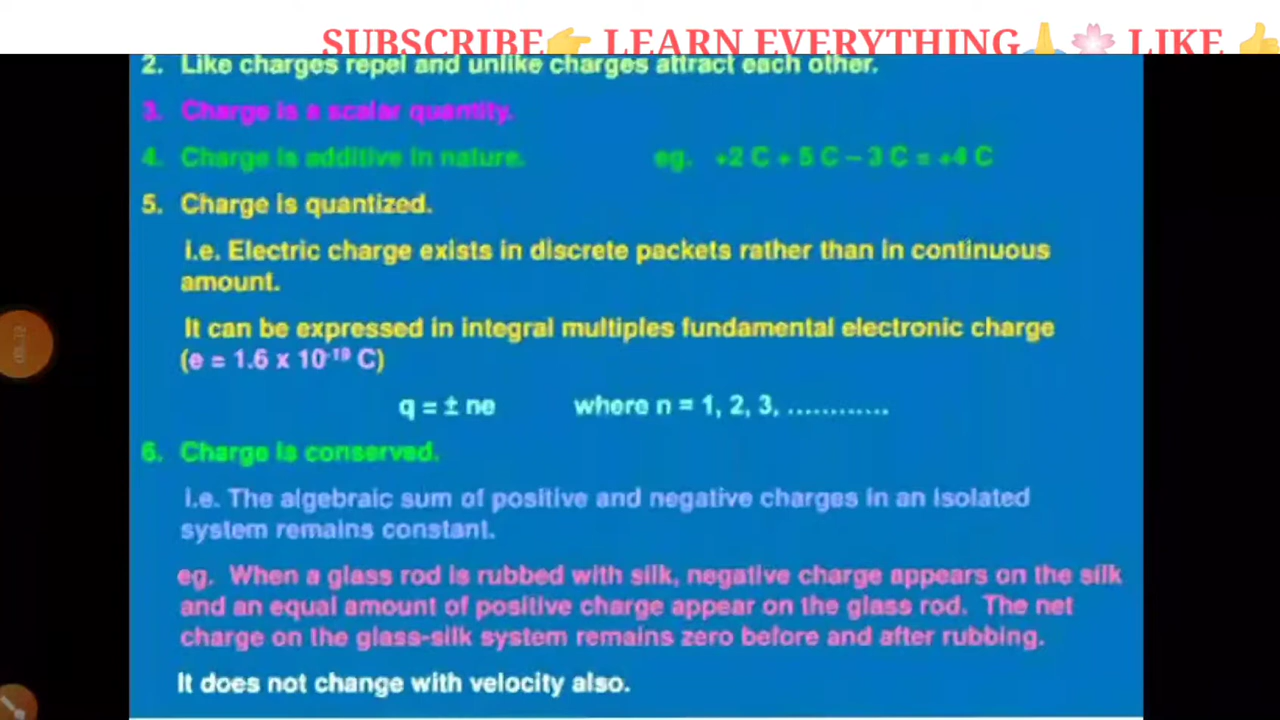 SUBSCRIBE👉 LEARN EVERYTHING🙏🌸 LIKE 👍
2. Like charges repel and unlike charges attract each other.
3. Charge is a scalar quantity.
4. Charge is additive in nature. eg. +2 C + 5 C – 3 C = +4 C
5. Charge is quantized.
i.e. Electric charge exists in discrete packets rather than in continuous
amount.
It can be expressed in integral multiples fundamental electronic charge
(e = 1.6 x 10⁻¹⁹ C)
q = ± ne where n = 1, 2, 3, …………
6. Charge is conserved.
i.e. The algebraic sum of positive and negative charges in an isolated
system remains constant.
eg. When a glass rod is rubbed with silk, negative charge appears on the silk
and an equal amount of positive charge appear on the glass rod. The net
charge on the glass-silk system remains zero before and after rubbing.
It does not change with velocity also.